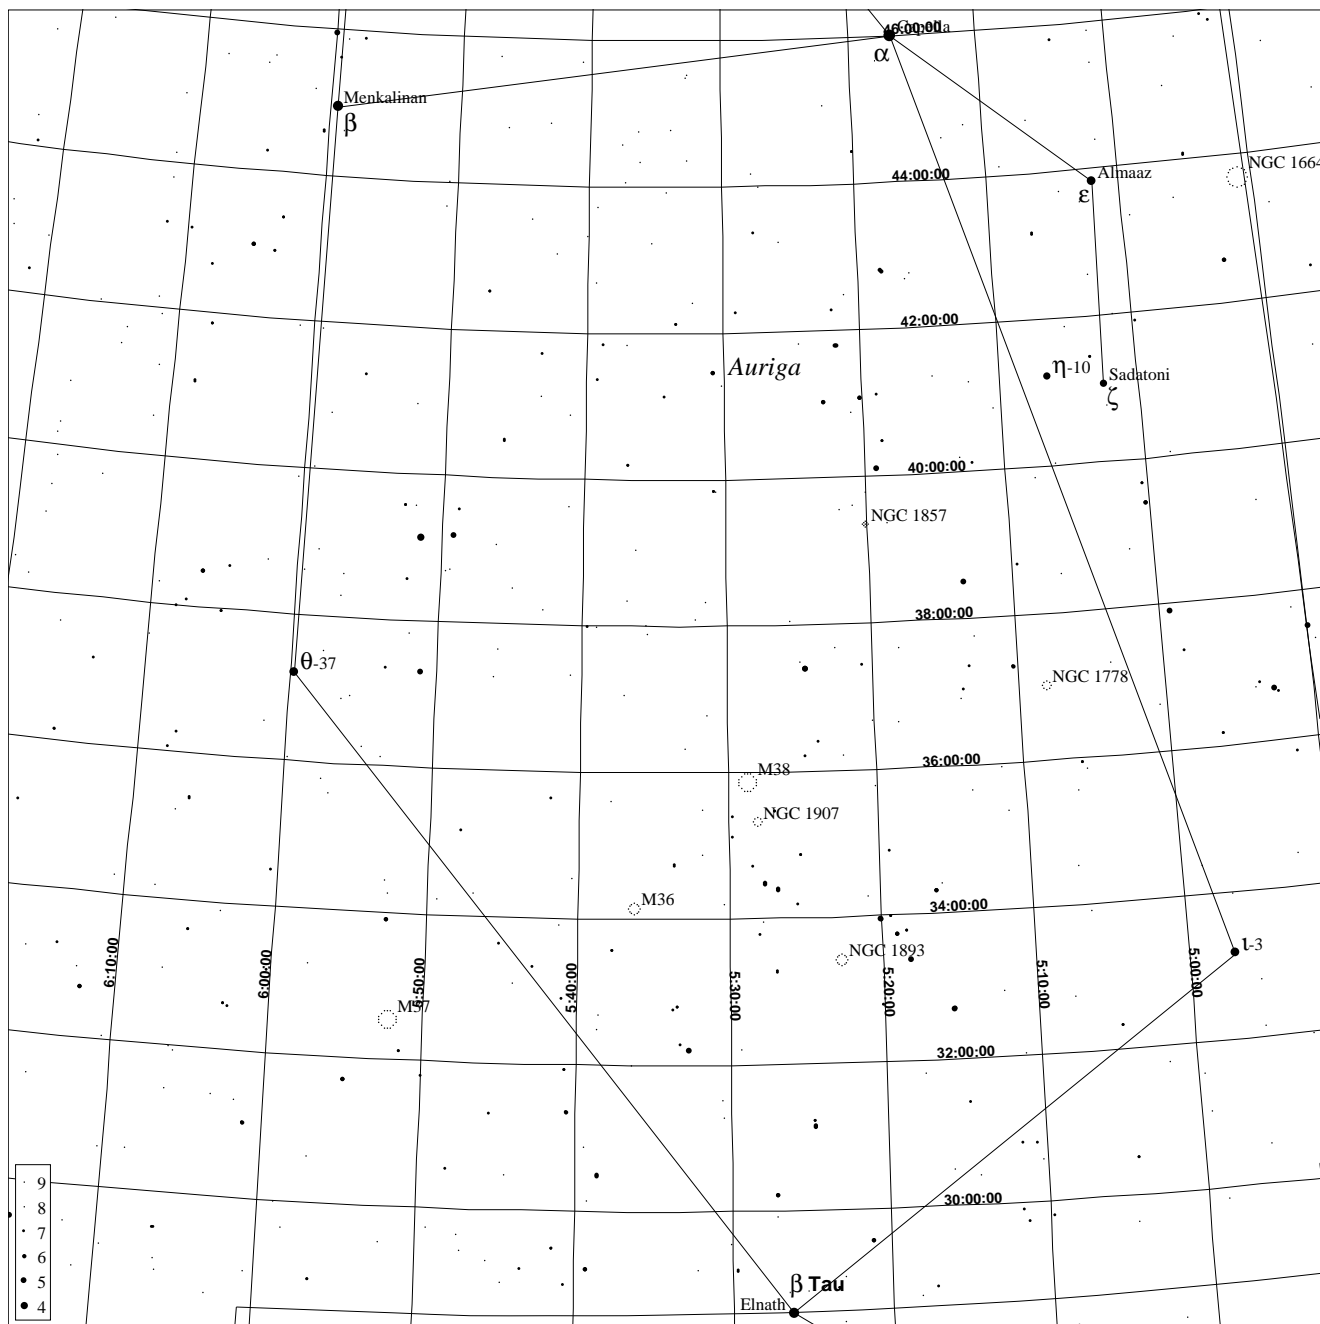 46:00:00
Capella
α
Menkalinan
β
NGC 1664
Almaaz
ε
44:00:00
42:00:00
Auriga
η-10
Sadatoni
ζ
40:00:00
NGC 1857
38:00:00
θ-37
NGC 1778
36:00:00
M38
NGC 1907
M36
34:00:00
NGC 1893
ι-3
6:10:00
6:00:00
5:50:00
5:40:00
5:30:00
5:20:00
5:10:00
5:00:00
M37
32:00:00
30:00:00
9
8
7
6
5
4
β Tau
Elnath